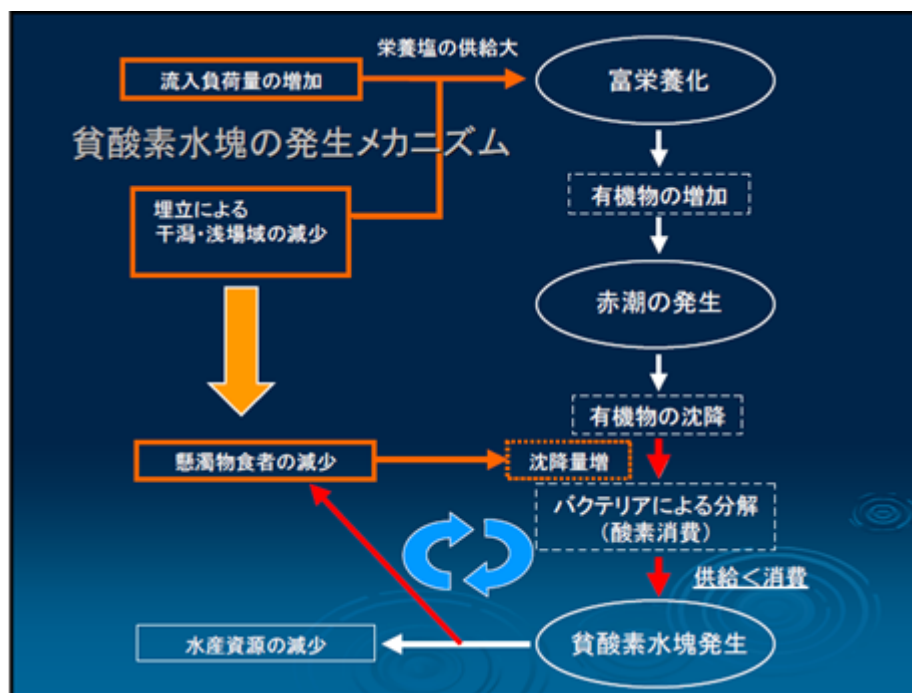 栄養塩の供給大
流入負荷量の増加
富栄養化
貧酸素水塊の発生メカニズム
有機物の増加
埋立による
干潟・浅場域の減少
赤潮の発生
有機物の沈降
懸濁物食者の減少
沈降量増
バクテリアによる分解
（酸素消費）
供給＜消費
水産資源の減少
貧酸素水塊発生